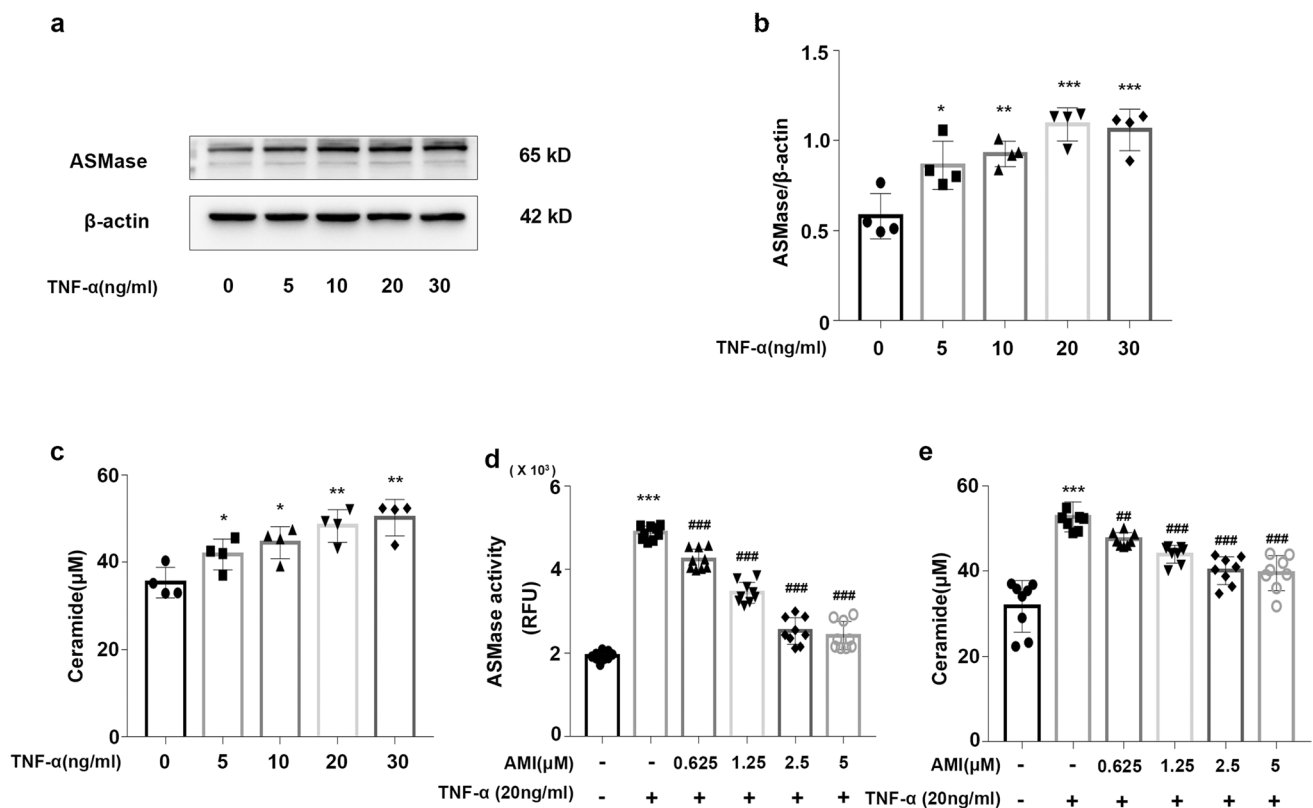 a
ASMase
65 kD
β-actin
42 kD
TNF-α(ng/ml) 0 5 10 20 30
b
1.5
1.0
0.5
0
ASMase/β-actin
* ** *** ***
TNF-α(ng/ml) 0 5 10 20 30
c
60
40
20
0
Ceramide(μM)
* * ** **
TNF-α(ng/ml) 0 5 10 20 30
d
( X 10³)
6
4
2
0
ASMase activity
(RFU)
*** ### ### ### ###
AMI(μM) - - 0.625 1.25 2.5 5
TNF-α (20ng/ml) - + + + + +
e
60
40
20
0
Ceramide(μM)
*** ## ### ### ###
AMI(μM) - - 0.625 1.25 2.5 5
TNF-α (20ng/ml) - + + + + +